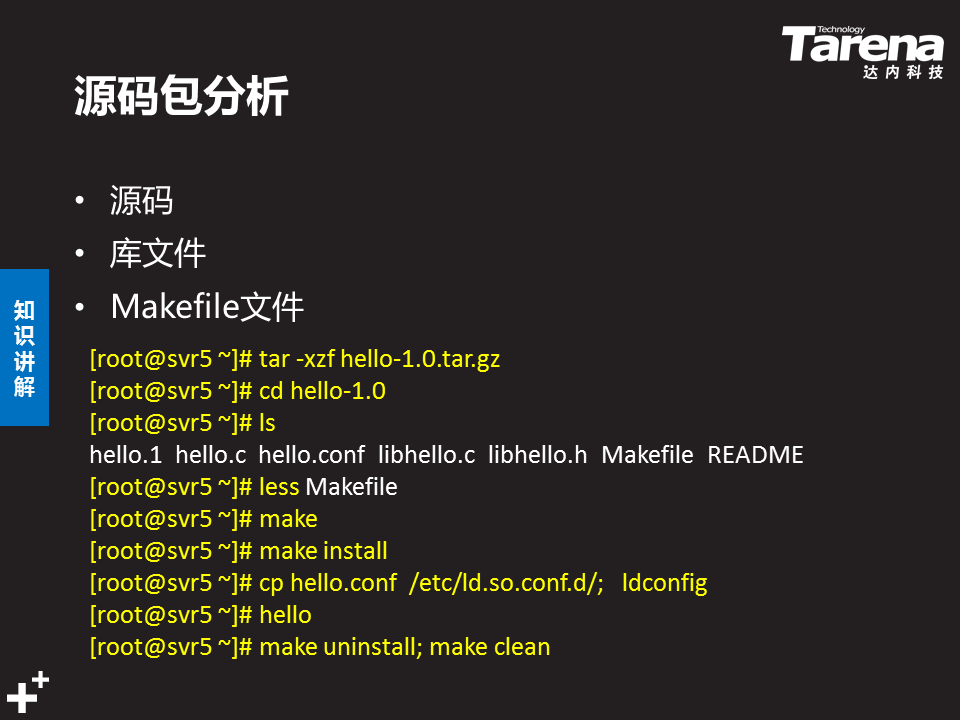 Technology
Tarena
达内科技
源码包分析
• 源码
• 库文件
• Makefile文件
知识讲解
[root@svr5 ~]# tar -xzf hello-1.0.tar.gz
[root@svr5 ~]# cd hello-1.0
[root@svr5 ~]# ls
hello.1 hello.c hello.conf libhello.c libhello.h Makefile README
[root@svr5 ~]# less Makefile
[root@svr5 ~]# make
[root@svr5 ~]# make install
[root@svr5 ~]# cp hello.conf /etc/ld.so.conf.d/; ldconfig
[root@svr5 ~]# hello
[root@svr5 ~]# make uninstall; make clean